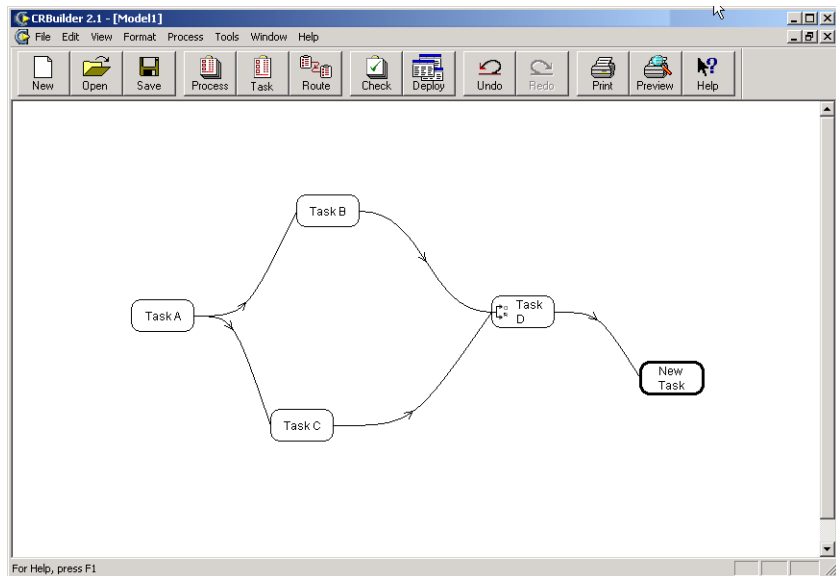 CRBuilder 2.1 - [Model1]
File Edit View Format Process Tools Window Help
New Open Save Process Task Route Check Deploy Undo Redo Print Preview Help
Task B
Task A
Task
D
New
Task
Task C
For Help, press F1